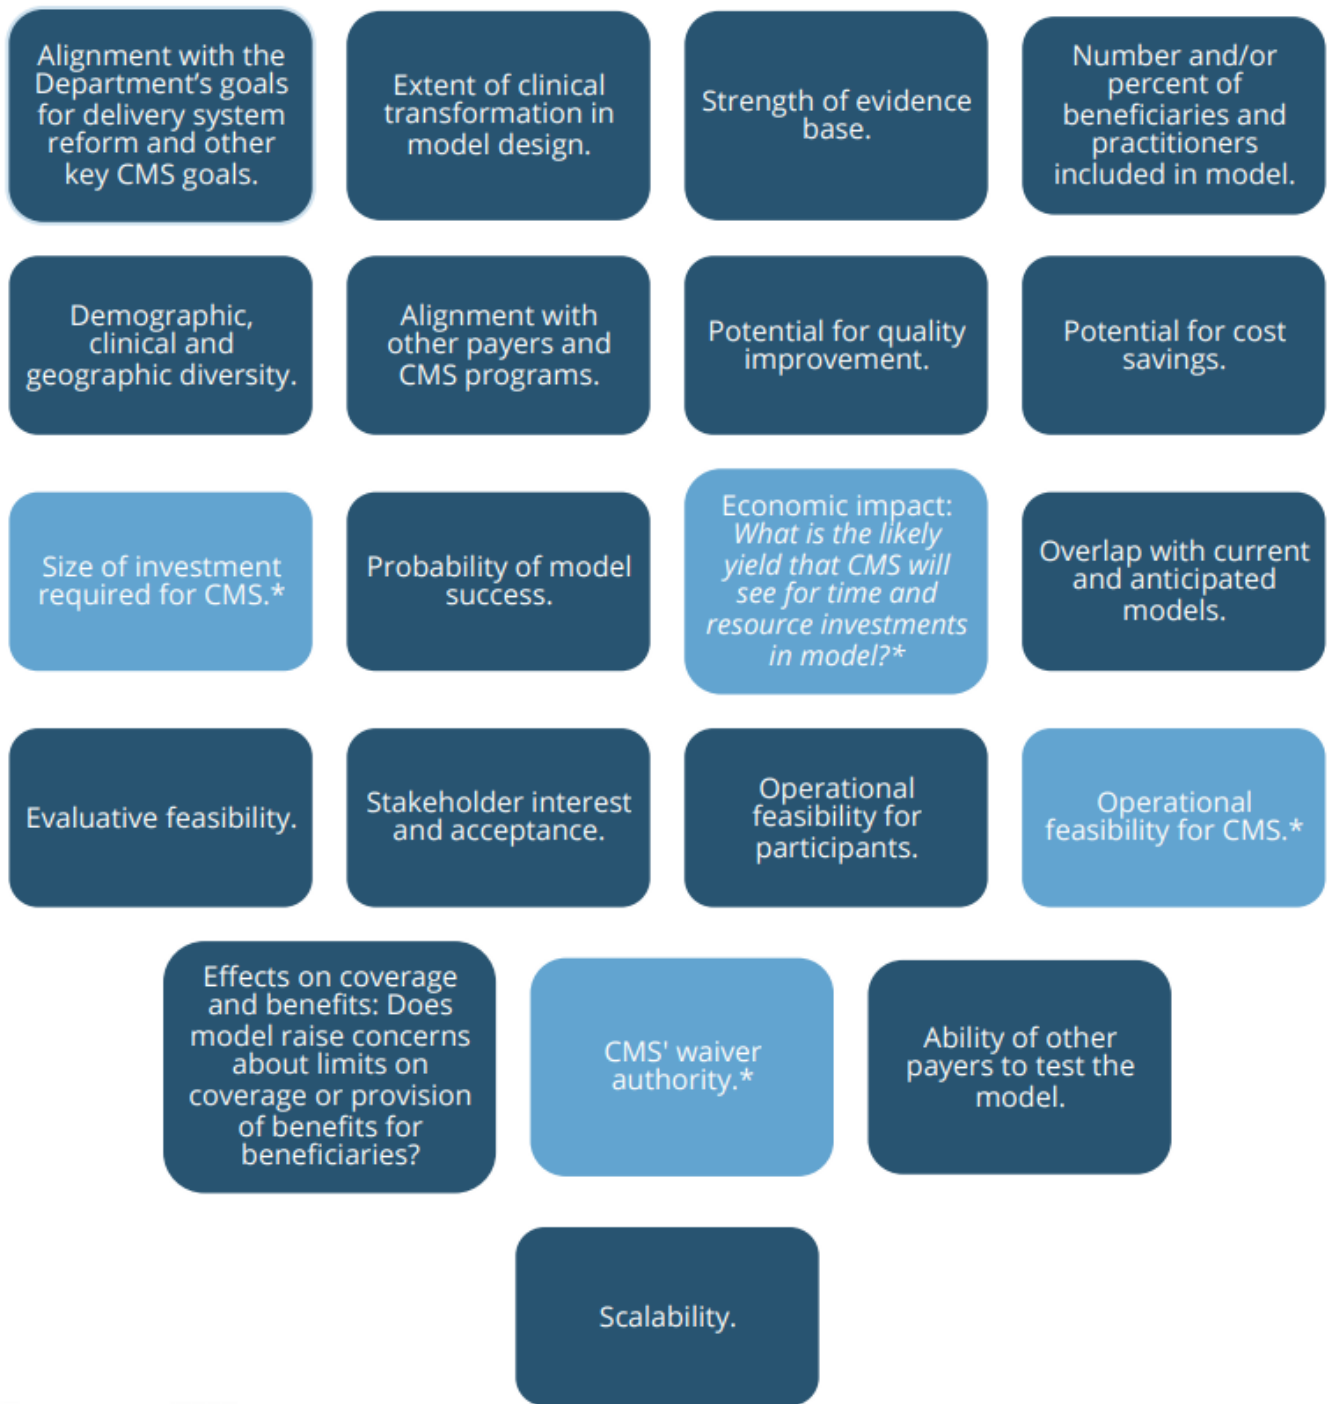 Alignment with the
Department’s goals
for delivery system
reform and other
key CMS goals.
Extent of clinical
transformation in
model design.
Strength of evidence
base.
Number and/or
percent of
beneficiaries and
practitioners
included in model.
Demographic,
clinical and
geographic diversity.
Alignment with
other payers and
CMS programs.
Potential for quality
improvement.
Potential for cost
savings.
Size of investment
required for CMS.*
Probability of model
success.
Economic impact:
What is the likely
yield that CMS will
see for time and
resource investments
in model?*
Overlap with current
and anticipated
models.
Evaluative feasibility.
Stakeholder interest
and acceptance.
Operational
feasibility for
participants.
Operational
feasibility for CMS.*
Effects on coverage
and benefits: Does
model raise concerns
about limits on
coverage or provision
of benefits for
beneficiaries?
CMS' waiver
authority.*
Ability of other
payers to test the
model.
Scalability.